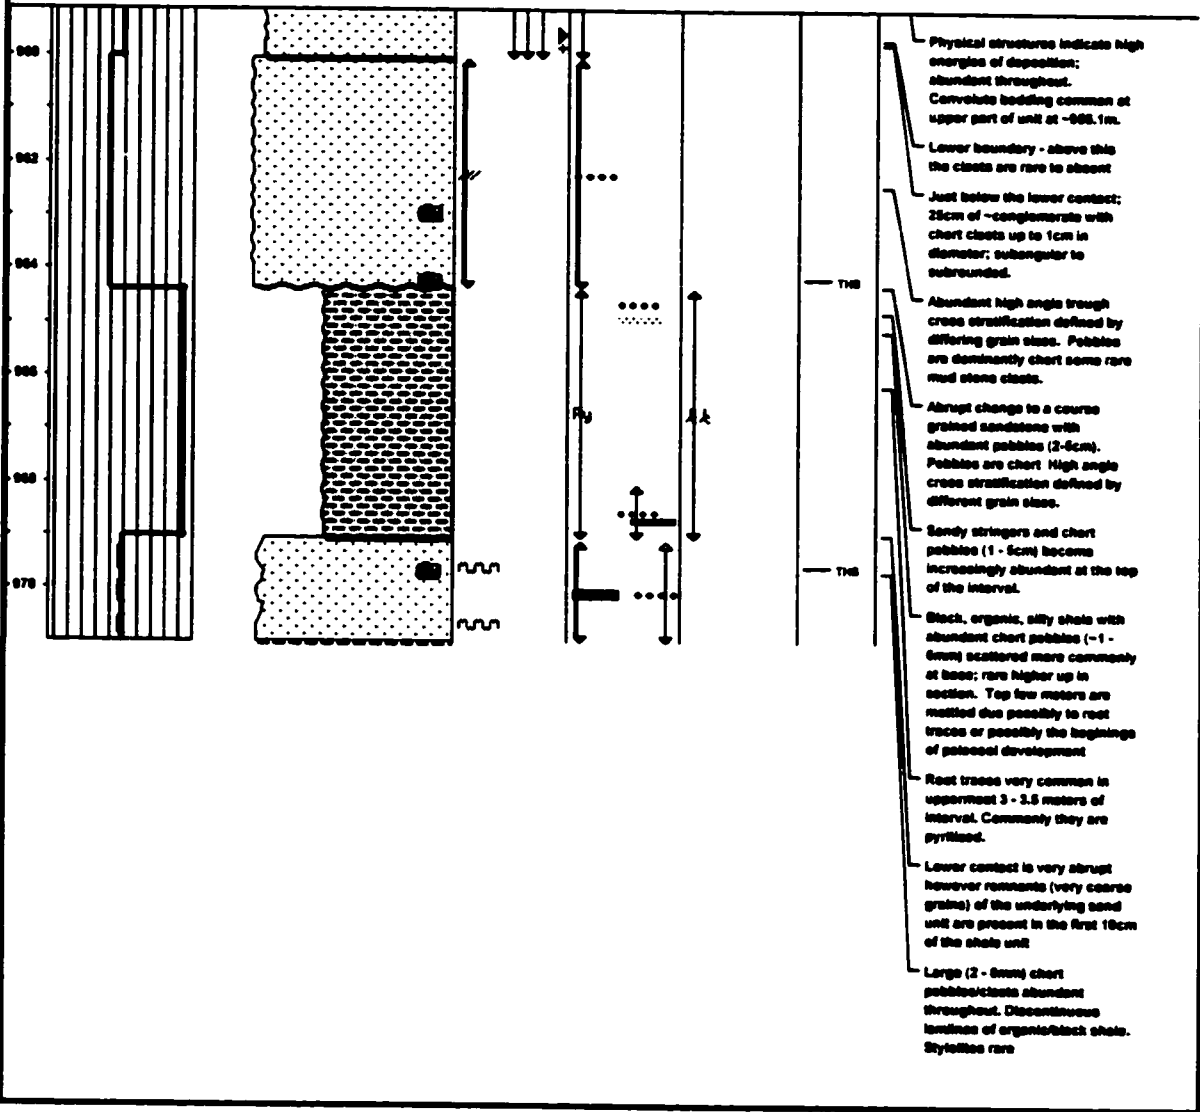 960
962
964
966
968
970
Py
THS
THS
Physical structures indicate high
energies of deposition;
abundant throughout.
Convolute bedding common at
upper part of unit at
Lower boundary - above this
the clasts are rare to absent
Just below the lower contact;
25cm of ~conglomerate with
chert clasts up to 1cm in
diameter; subangular to
subrounded.
Abundant high angle trough
cross stratification defined by
differing grain sizes. Pebbles
are dominantly chert some rare
mud stone clasts.
Abrupt change to a course
grained sandstone with
abundant pebbles
Pebbles are chert High angle
cross stratification defined by
different grain sizes.
Sandy stringers and chert
pebbles (1 - 5cm) become
increasingly abundant at the top
of the interval.
Black, organic, silty shale with
abundant chert pebbles (~1 -
scattered more commonly
at base; rare higher up in
section. Top few meters are
mottled due possibly to root
traces or possibly the beginings
of paleosol development
Root traces very common in
uppermost 3 - 3.5 meters of
interval. Commonly they are
pyritized.
Lower contact is very abrupt
however remnants (very coarse
grains) of the underlying sand
unit are present in the first 10cm
of the shale unit
Large chert
pebbles/clasts abundant
throughout. Discontinuous
lamlines of organic/black shale.
Stylolites rare